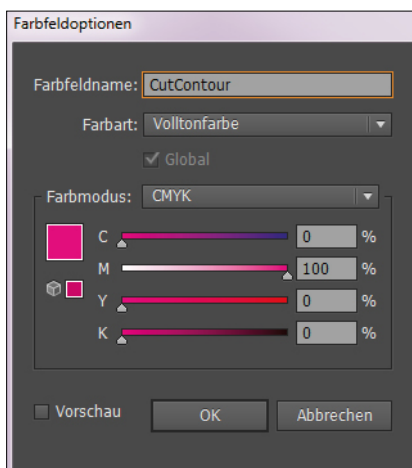 Farbfeldoptionen
Farbfeldname: CutContour
Farbart: Volltonfarbe
Global
Farbmodus: CMYK
C 0 %
M 100 %
Y 0 %
K 0 %
Vorschau OK Abbrechen